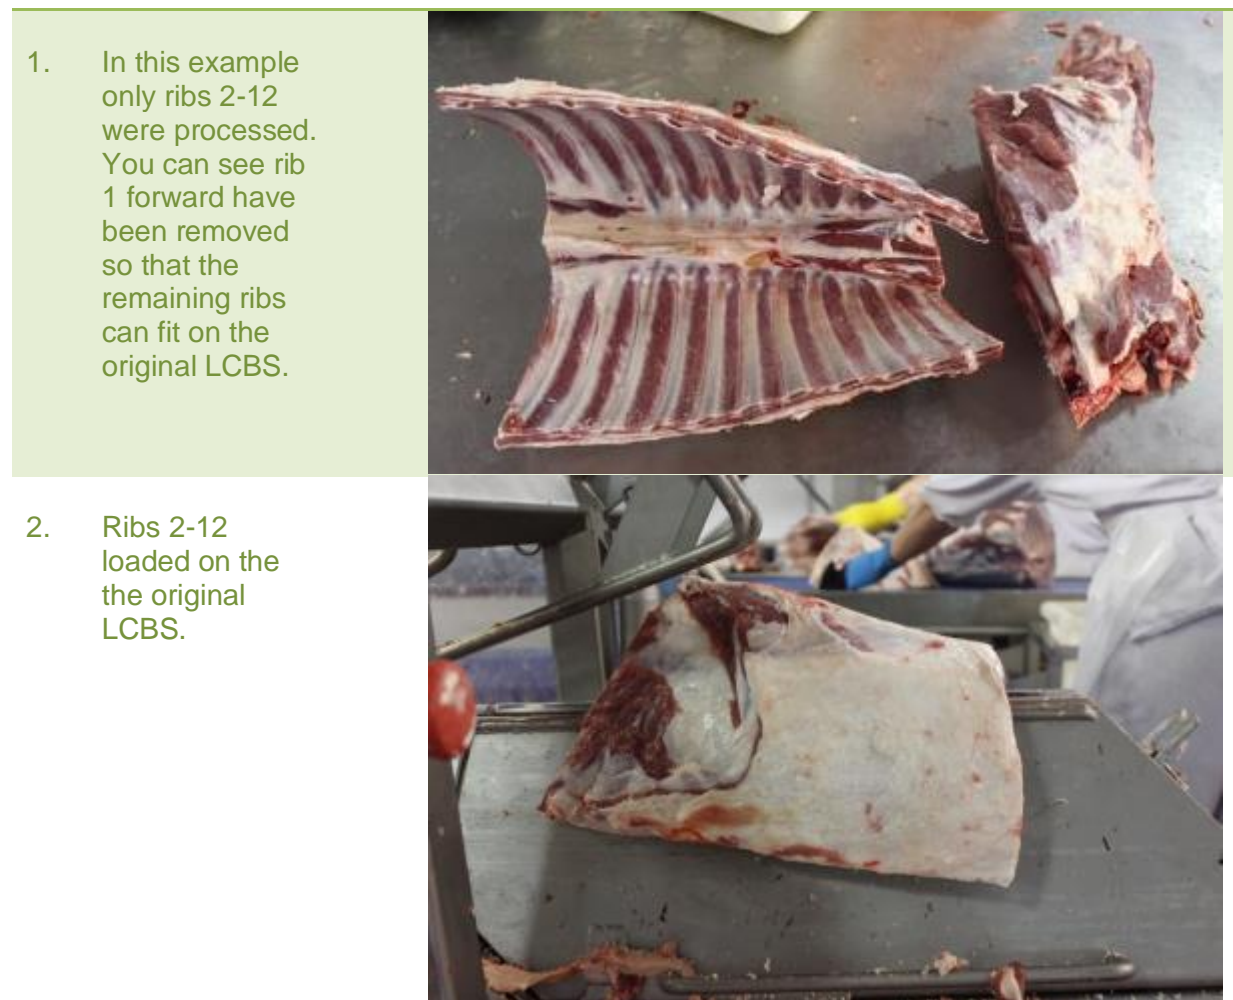 1. In this example
only ribs 2-12
were processed.
You can see rib
1 forward have
been removed
so that the
remaining ribs
can fit on the
original LCBS.
2. Ribs 2-12
loaded on the
the original
LCBS.